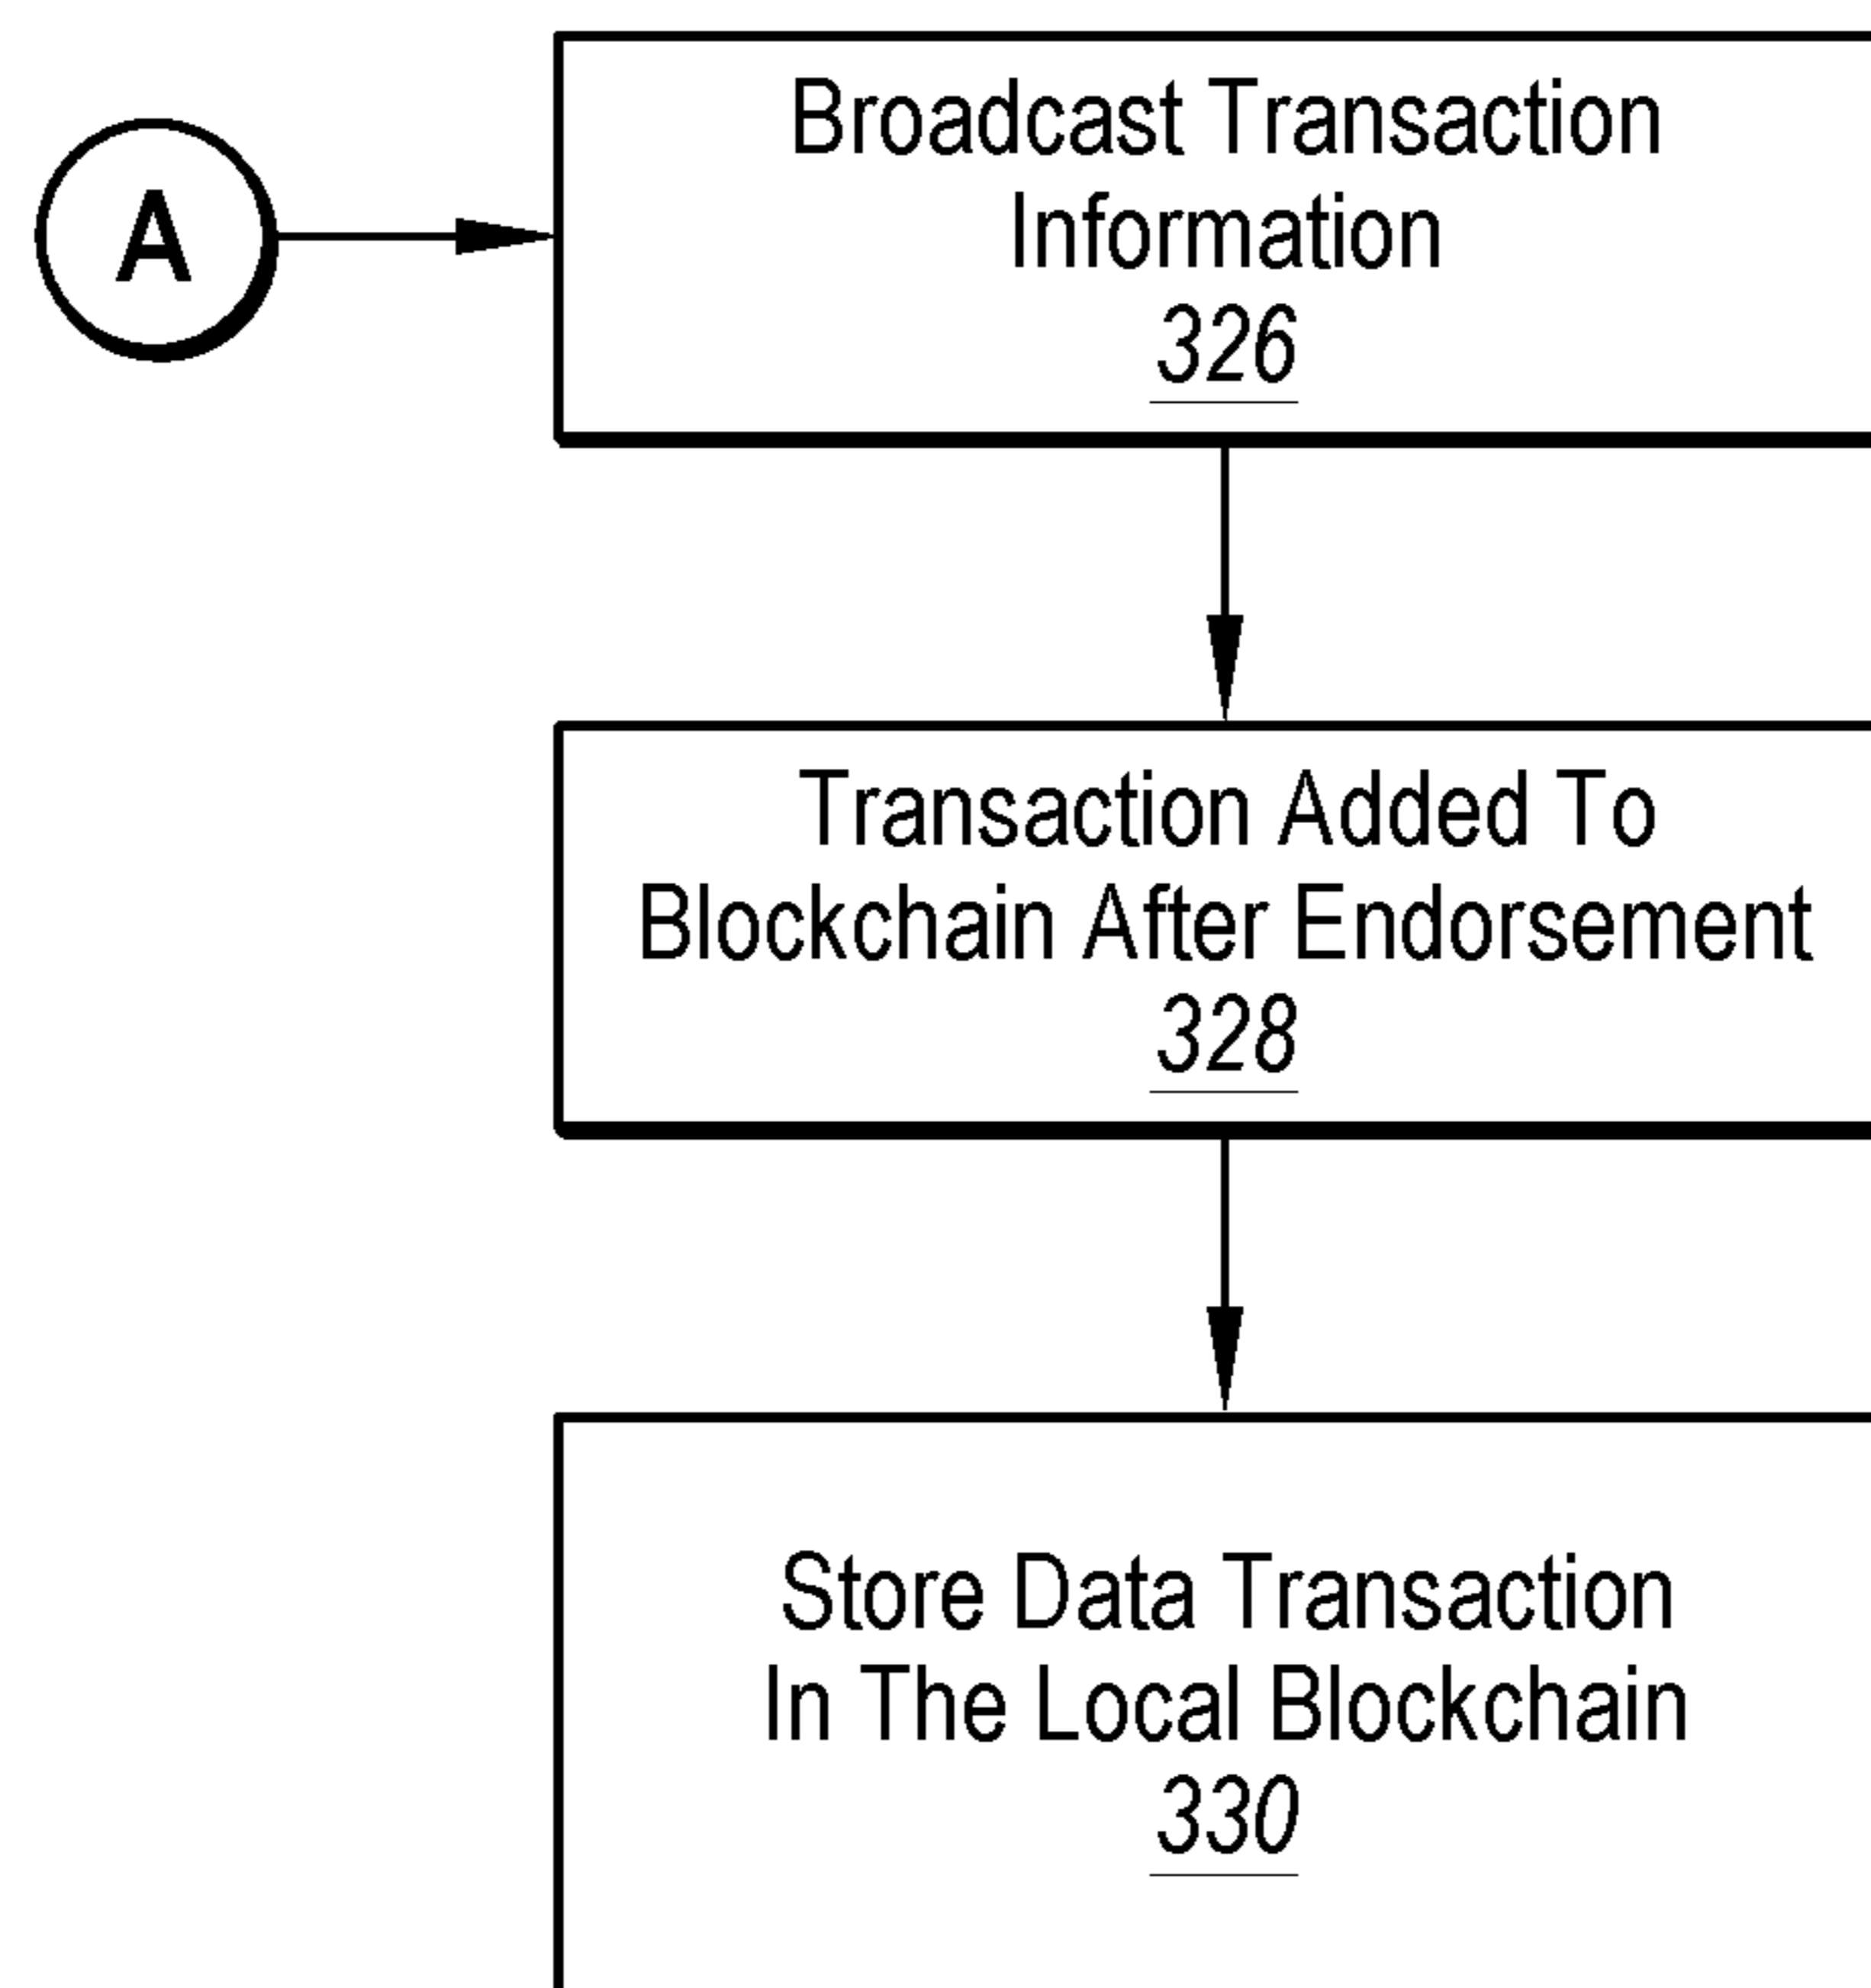 A
Broadcast Transaction
Information
326
Transaction Added To
Blockchain After Endorsement
328
Store Data Transaction
In The Local Blockchain
330